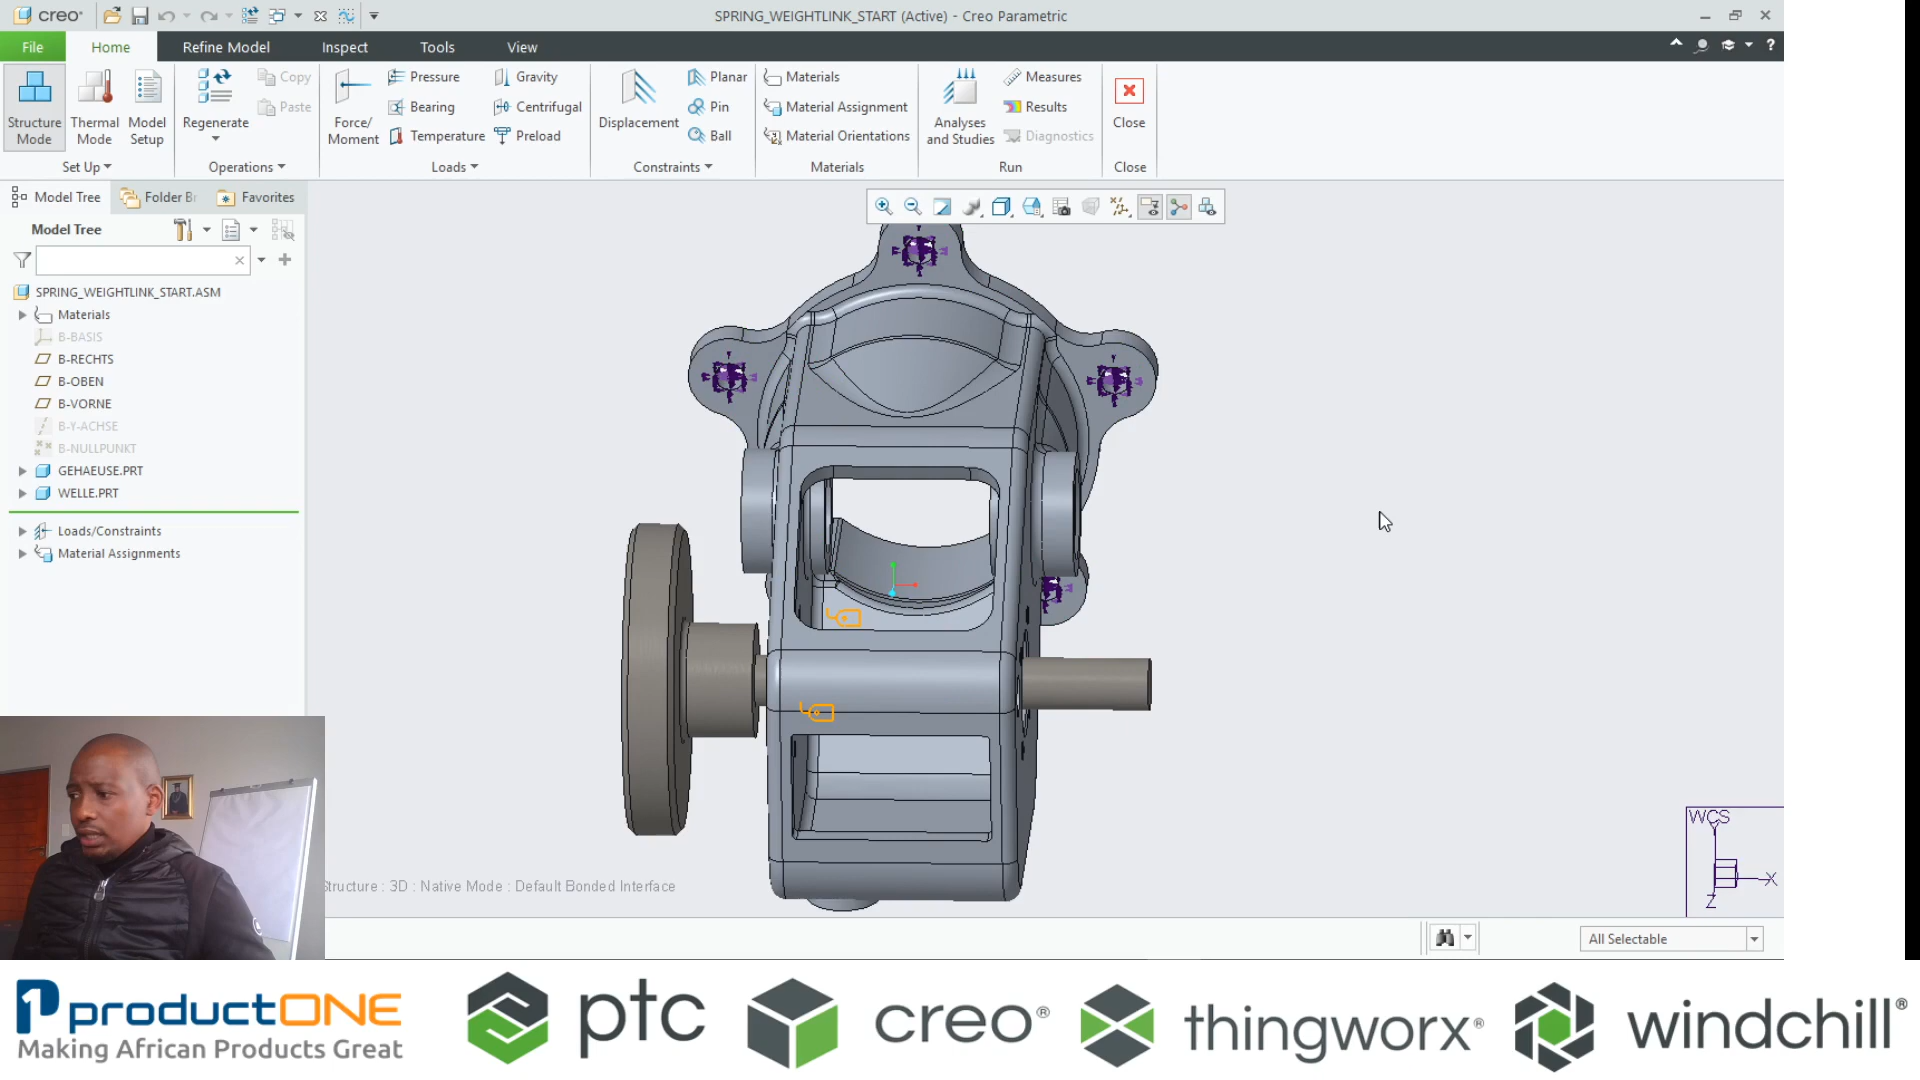 creo°
SPRING_WEIGHTLINK_START (Active) - Creo Parametric
File
Home
Refine Model
Inspect
Tools
View
?
Structure
Mode
Thermal
Mode
Model
Setup
Set Up
Regenerate
Copy
Paste
Operations
Force/
Moment
Pressure
Bearing
Temperature
Gravity
Centrifugal
Preload
Loads
Displacement
Planar
Pin
Ball
Constraints
Materials
Material Assignment
Material Orientations
Materials
Analyses
and Studies
Measures
Results
Diagnostics
Run
Close
Close
Model Tree
Folder Br
Favorites
Model Tree
SPRING_WEIGHTLINK_START.ASM
Materials
B-BASIS
B-RECHTS
B-OBEN
B-VORNE
B-Y-ACHSE
B-NULLPUNKT
GEHAEUSE.PRT
WELLE.PRT
Loads/Constraints
Material Assignments
Structure : 3D : Native Mode : Default Bonded Interface
WCS
Y
X
Z
All Selectable
productONE
Making African Products Great
ptc
creo®
thingworx®
windchill®